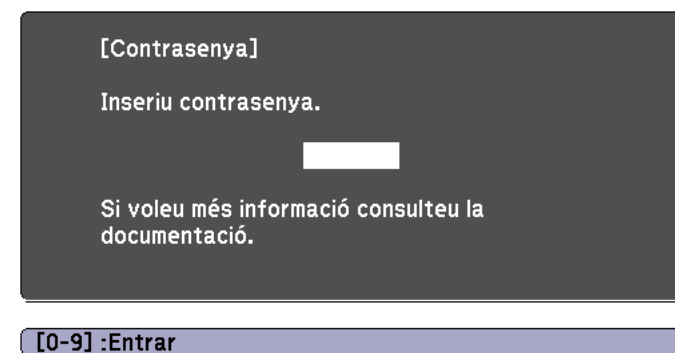 [Contrasenya]
Inseriu contrasenya.
Si voleu més informació consulteu la
documentació.
[0-9] :Entrar